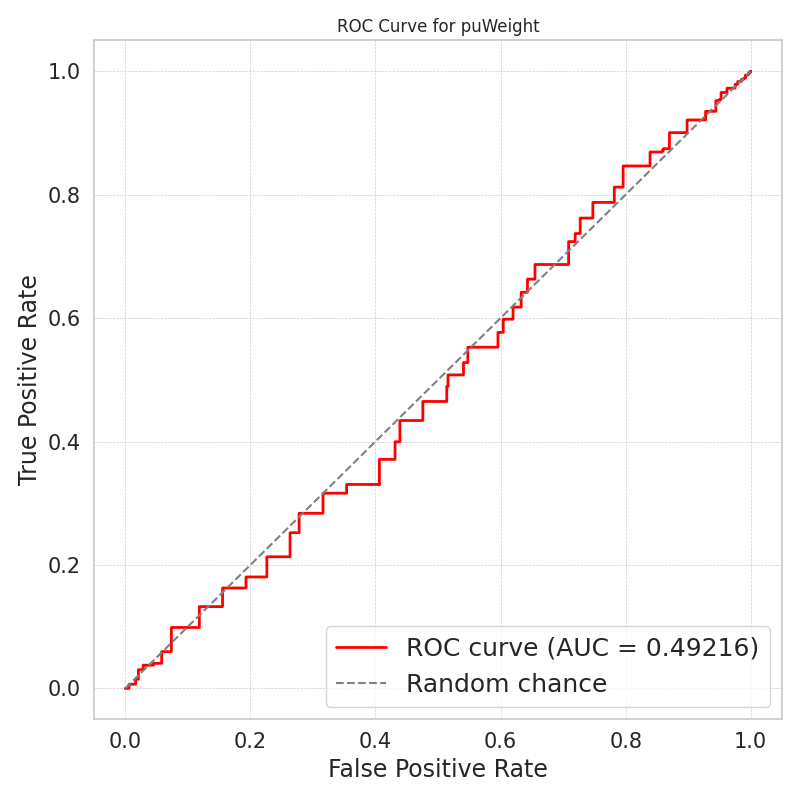 ROC Curve for puWeight
1.0
0.8
0.6
0.4
0.2
0.0
True Positive Rate
ROC curve (AUC = 0.49216)
Random chance
0.0 0.2 0.4 0.6 0.8 1.0
False Positive Rate